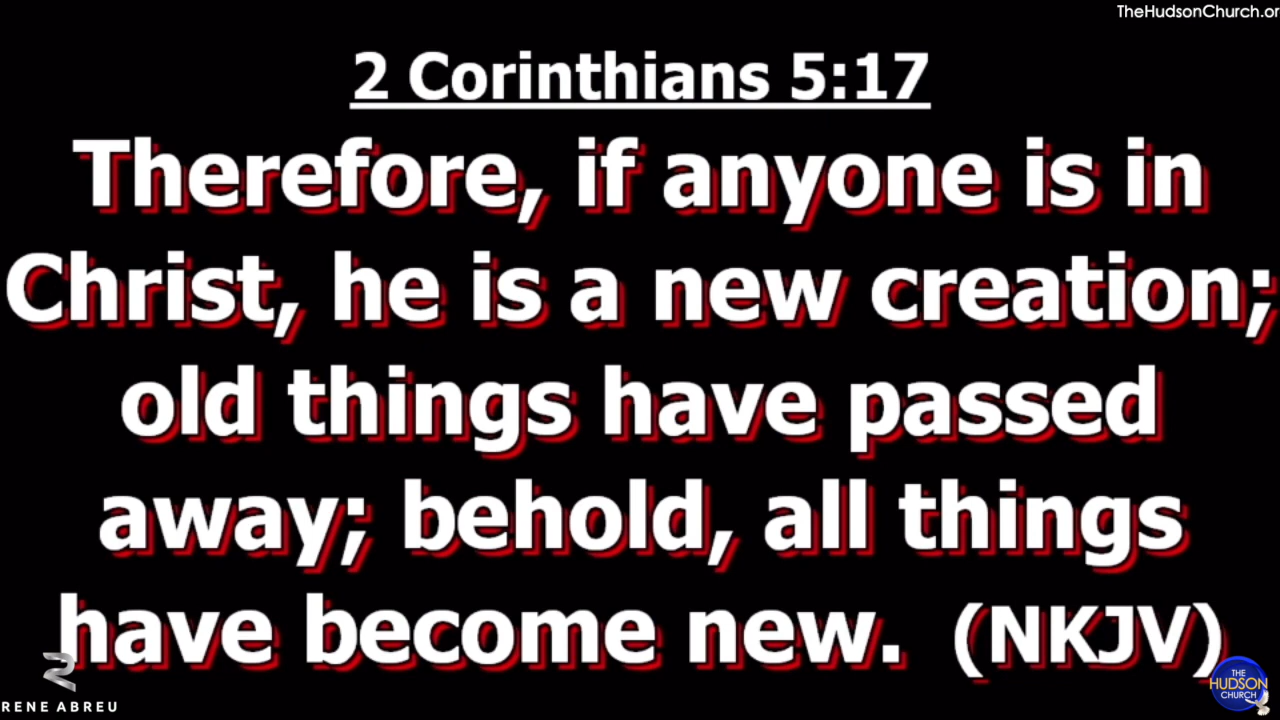 TheHudsonChurch.or
2 Corinthians 5:17
Therefore, if anyone is in
Christ, he is a new creation;
old things have passed
away; behold, all things
have become new. (NKJV)
RENE ABREU
THE
HUDSON
CHURCH